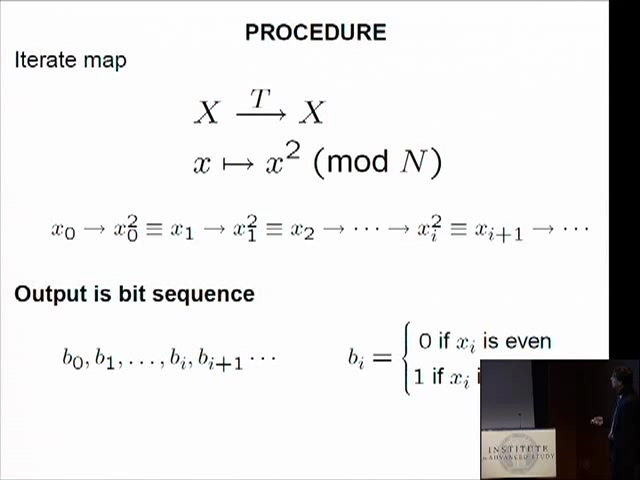 PROCEDURE
Iterate map
X \xrightarrow{T} X
x ↦ x² (mod N)
x₀ → x₀² ≡ x₁ → x₁² ≡ x₂ → ⋯ → xᵢ² ≡ xᵢ₊₁ → ⋯
Output is bit sequence
b₀, b₁, …, bᵢ, bᵢ₊₁ ⋯ bᵢ = { 0 if xᵢ is even
1 if xᵢ
INSTITUTE
ADVANCED STUDY